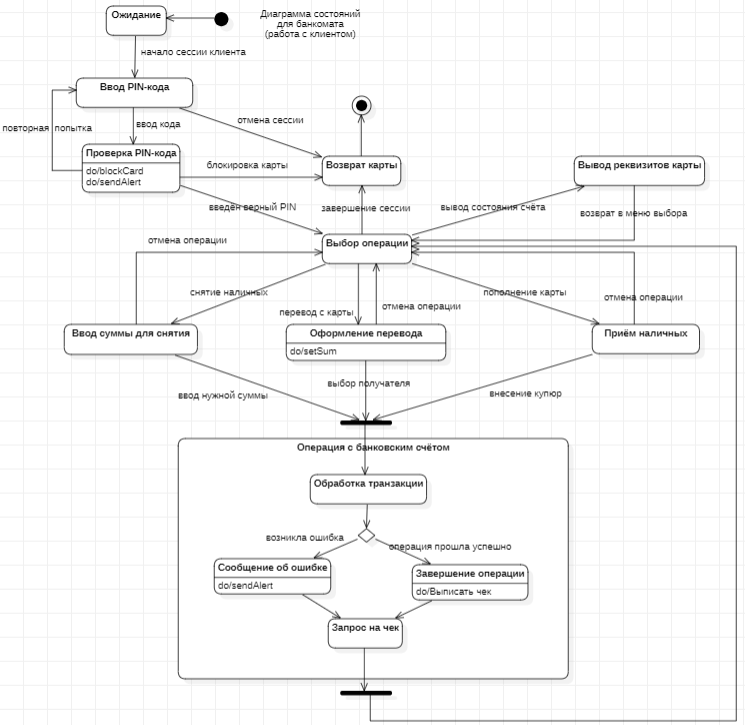 Ожидание
Диаграмма состояний
для банкомата
(работа с клиентом)
начало сессии клиента
Ввод PIN-кода
повторная попытка
ввод кода
отмена сессии
Проверка PIN-кода
do/blockCard
do/sendAlert
блокировка карты
Возврат карты
Вывод реквизитов карты
введён верный PIN
завершение сессии
вывод состояния счёта
возврат в меню выбора
отмена операции
Выбор операции
снятие наличных
перевод с карты
отмена операции
пополнение карты
отмена операции
Ввод суммы для снятия
Оформление перевода
do/setSum
Приём наличных
ввод нужной суммы
выбор получателя
внесение купюр
Операция с банковским счётом
Обработка транзакции
возникла ошибка
операция прошла успешно
Сообщение об ошибке
do/sendAlert
Завершение операции
do/Выписать чек
Запрос на чек